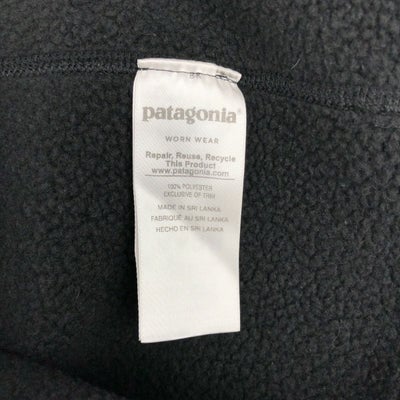 patagonia®
WORN WEAR
Repair, Reuse, Recycle
This Product
www.patagonia.com
100% POLYESTER
EXCLUSIVE OF TRIM
MADE IN SRI LANKA
FABRIQUÉ AU SRI LANKA
HECHO EN SRI LANKA